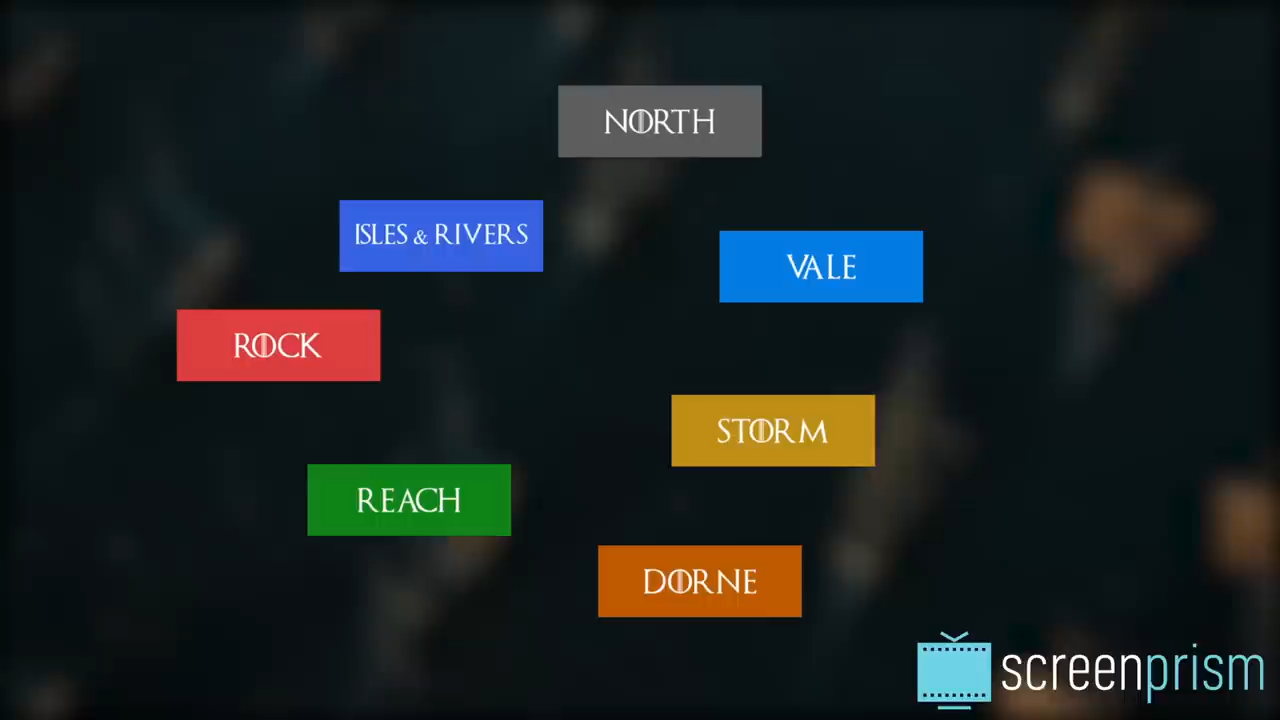 NORTH
ISLES & RIVERS
VALE
ROCK
STORM
REACH
DORNE
screenprism